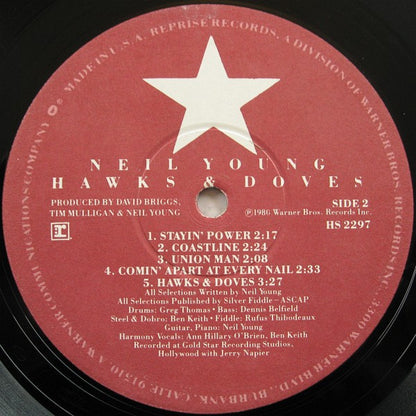 MADE IN U.S.A. REPRISE RECORDS, A DIVISION OF WARNER BROS. RECORDS INC. • 3300 WARNER BLVD., BURBANK, CALIF. 91510 • A WARNER COMMUNICATIONS COMPANY
NEIL YOUNG
HAWKS & DOVES
PRODUCED BY DAVID BRIGGS,
TIM MULLIGAN & NEIL YOUNG
SIDE 2
℗1980 Warner Bros. Records Inc.
HS 2297
1. STAYIN' POWER 2:17
2. COASTLINE 2:24
3. UNION MAN 2:08
4. COMIN' APART AT EVERY NAIL 2:33
5. HAWKS & DOVES 3:27
All Selections Written by Neil Young
All Selections Published by Silver Fiddle – ASCAP
Drums: Greg Thomas • Bass: Dennis Belfield
Steel & Dobro: Ben Keith • Fiddle: Rufus Thibodeaux
Guitar, Piano: Neil Young
Harmony Vocals: Ann Hillary O'Brien, Ben Keith
Recorded at Gold Star Recording Studios,
Hollywood with Jerry Napier